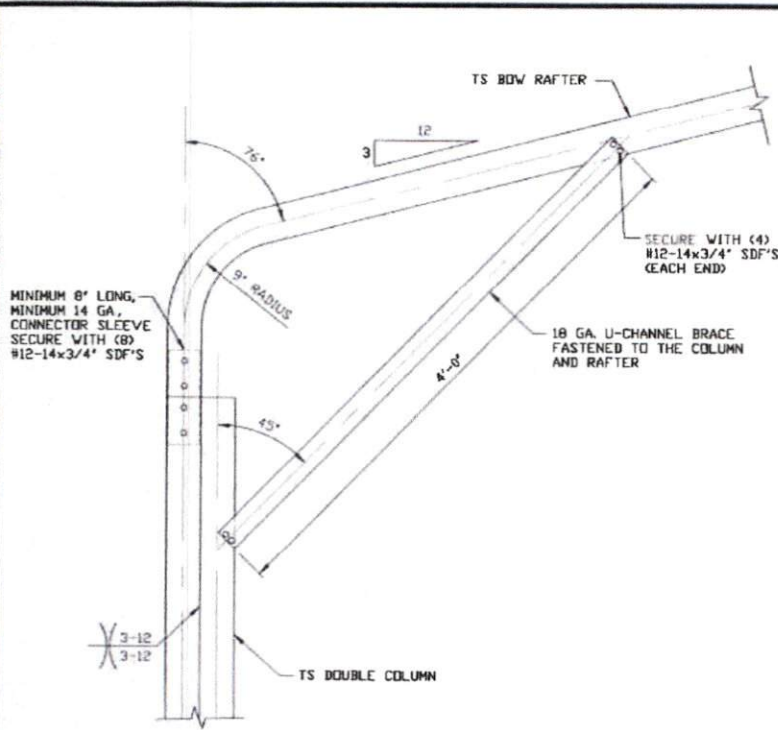 TS BOW RAFTER
12
3
76°
SECURE WITH (4)
#12-14x3/4" SDF'S
(EACH END)
9" RADIUS
MINIMUM 8" LONG,
MINIMUM 14 GA,
CONNECTOR SLEEVE
SECURE WITH (8)
#12-14x3/4" SDF'S
18 GA. U-CHANNEL BRACE
FASTENED TO THE COLUMN
AND RAFTER
4'-0"
45°
3-12
3-12
TS DOUBLE COLUMN